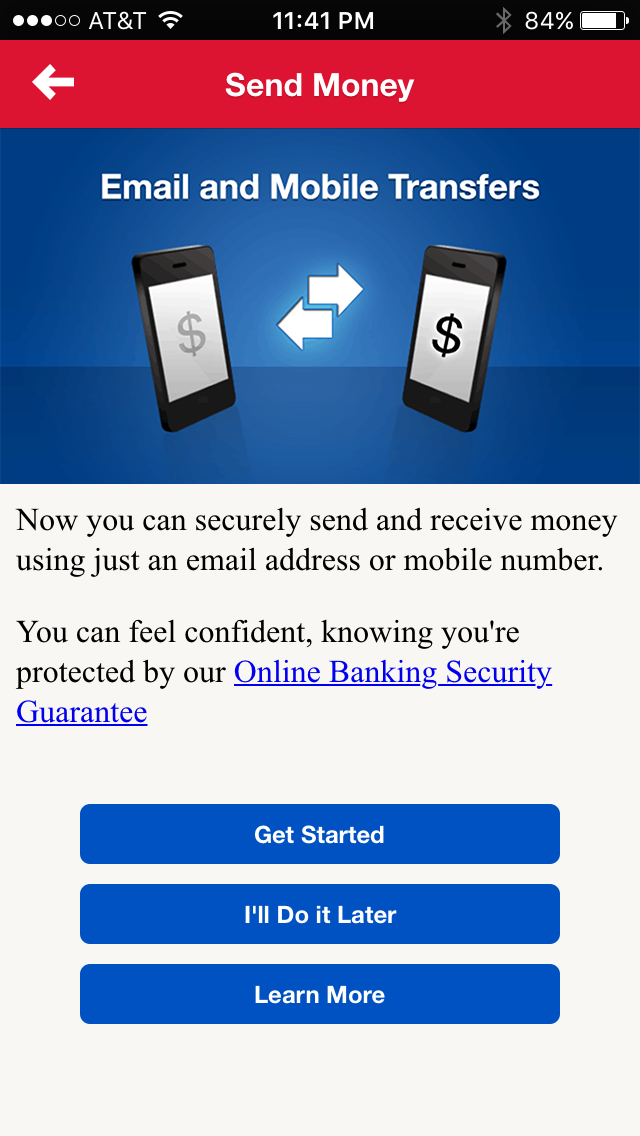 AT&T 11:41 PM 84%
Send Money
Email and Mobile Transfers
$ $
Now you can securely send and receive money
using just an email address or mobile number.
You can feel confident, knowing you're
protected by our Online Banking Security
Guarantee
Get Started
I'll Do it Later
Learn More